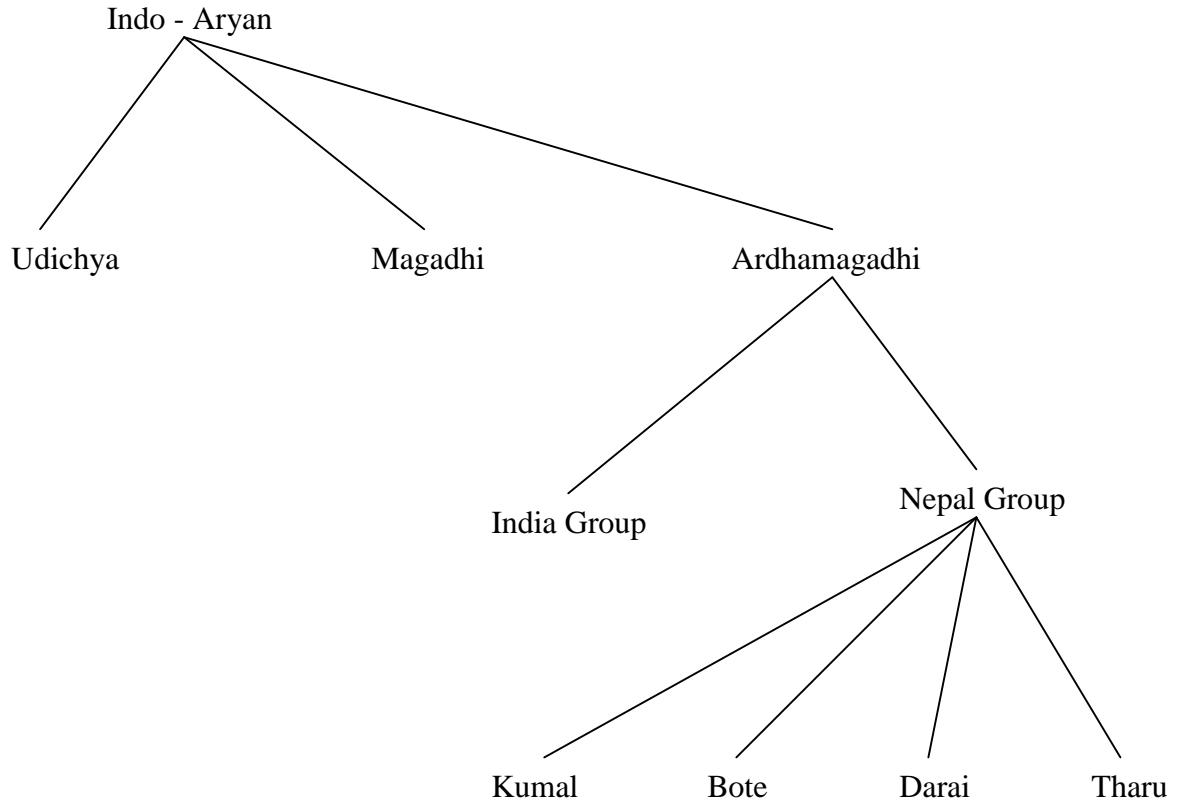 Indo - Aryan
Udichya Magadhi Ardhamagadhi
Nepal Group
India Group
Kumal Bote Darai Tharu